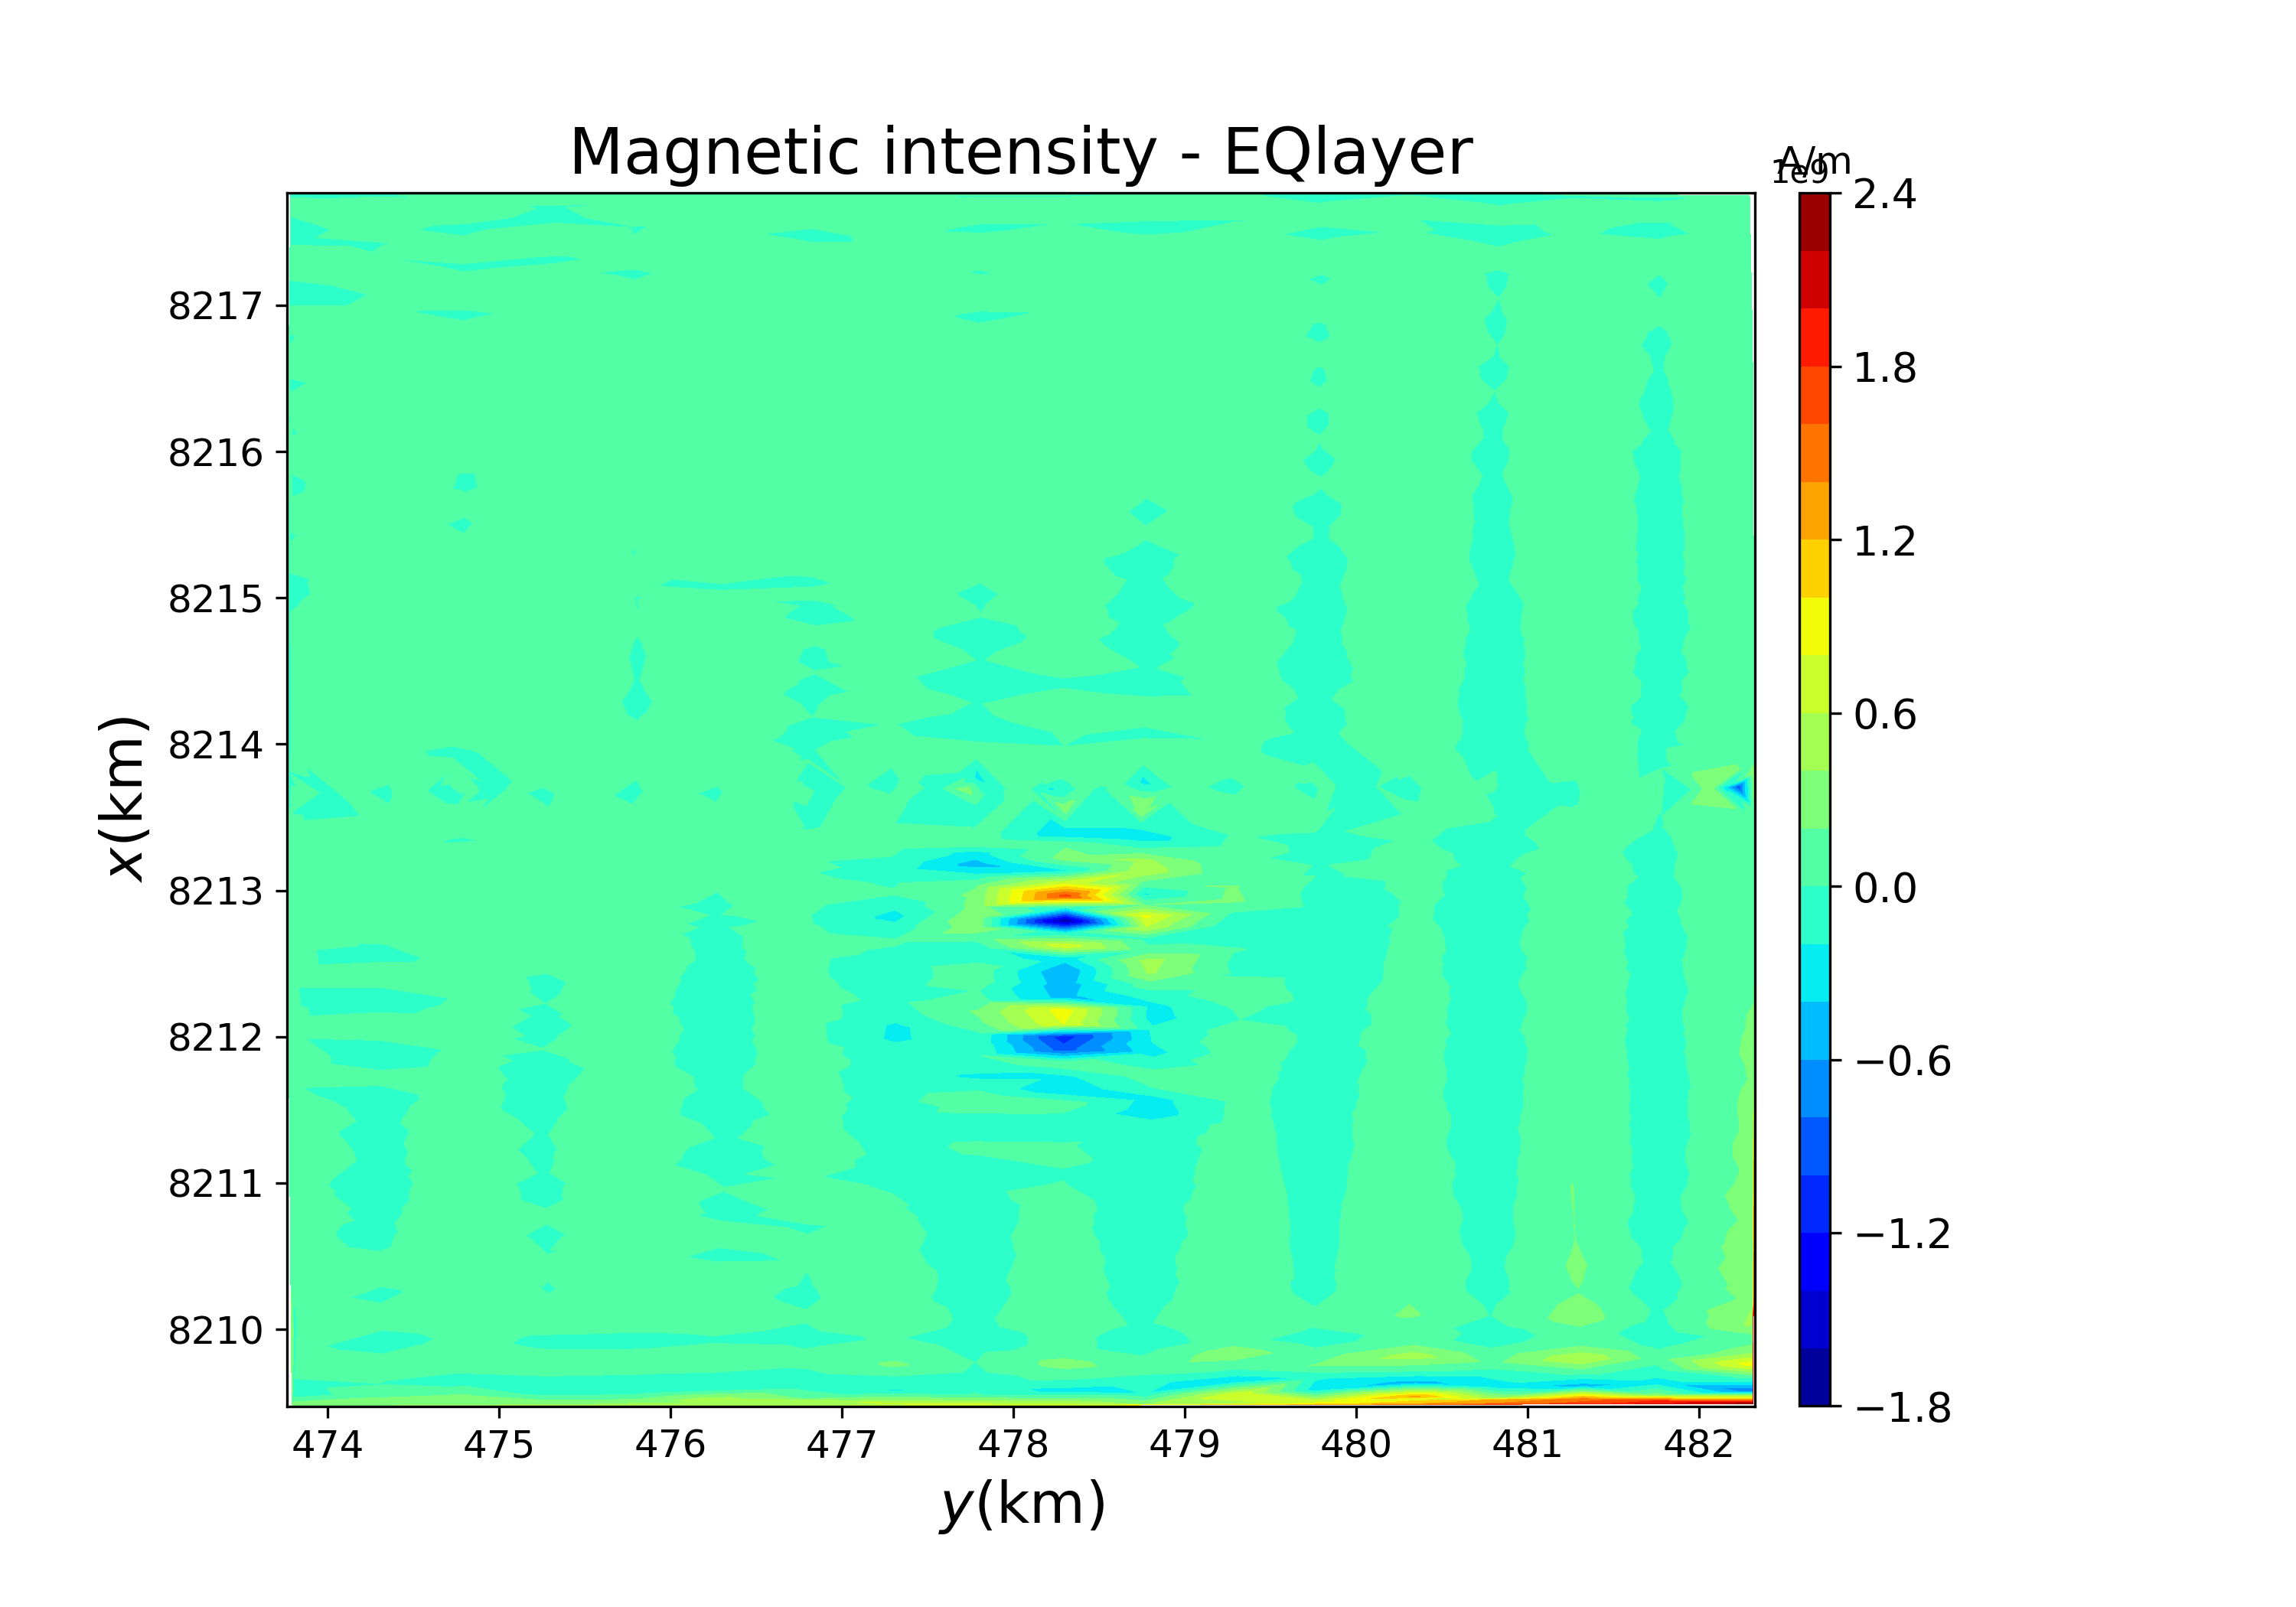 Magnetic intensity - EQlayer
A/m
1e9
2.4
1.8
1.2
0.6
0.0
−0.6
−1.2
−1.8
x(km)
8217
8216
8215
8214
8213
8212
8211
8210
474 475 476 477 478 479 480 481 482
y(km)